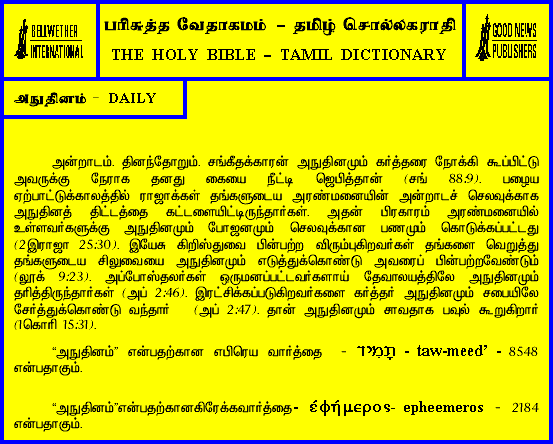 BELLWETHER
INTERNATIONAL
பரிசுத்த வேதாகமம் – தமிழ் சொல்லகராதி
THE HOLY BIBLE – TAMIL DICTIONARY
GOOD NEWS
PUBLISHERS
அநுதினம் - DAILY
அன்றாடம். தினந்தோறும். சங்கீதக்காரன் அநுதினமும் கர்த்தரை நோக்கி கூப்பிட்டு
அவருக்கு நேராக தனது கையை நீட்டி ஜெபித்தான் (சங் 88:9). பழைய
ஏற்பாட்டுக்காலத்தில் ராஜாக்கள் தங்களுடைய அரண்மனையின் அன்றாடச் செலவுக்காக
அநுதினத் திட்டத்தை கட்டளையிட்டிருந்தார்கள். அதன் பிரகாரம் அரண்மனையில்
உள்ளவர்களுக்கு அநுதினமும் போஜனமும் செலவுக்கான பணமும் கொடுக்கப்பட்டது
(2இராஜா 25:30). இயேசு கிறிஸ்துவை பின்பற்ற விரும்புகிறவர்கள் தங்களை வெறுத்து
தங்களுடைய சிலுவையை அநுதினமும் எடுத்துக்கொண்டு அவரைப் பின்பற்றவேண்டும்
(லூக் 9:23). அப்போஸ்தலர்கள் ஒருமனப்பட்டவர்களாய் தேவாலயத்திலே அநுதினமும்
தரித்திருந்தார்கள் (அப் 2:46). இரட்சிக்கப்படுகிறவர்களை கர்த்தர் அநுதினமும் சபையிலே
சேர்த்துக்கொண்டு வந்தார் (அப் 2:47). தான் அநுதினமும் சாவதாக பவுல் கூறுகிறார்
(1கொரி 15:31).
“அநுதினம்” என்பதற்கான எபிரெய வார்த்தை - תָּמִיד - taw-meed’ - 8548
என்பதாகும்.
“அநுதினம்”என்பதற்கானகிரேக்கவார்த்தை- ἐφήμερος- epheemeros - 2184
என்பதாகும்.